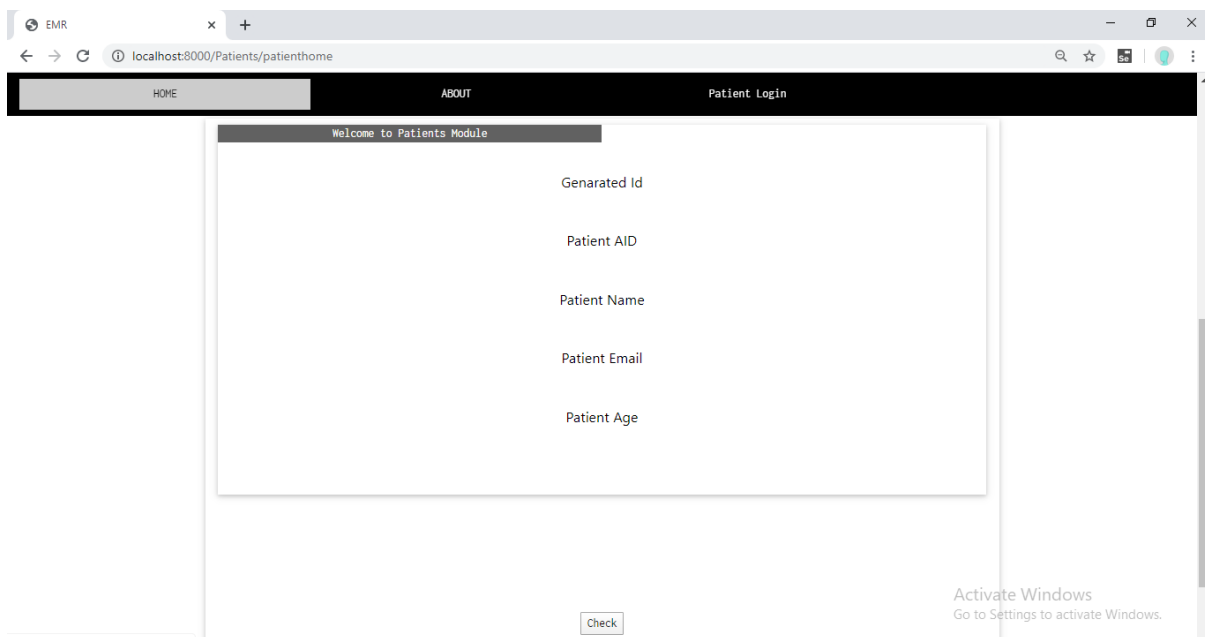 EMR
localhost:8000/Patients/patienthome
Se
HOME ABOUT Patient Login
Welcome to Patients Module
Genarated Id
Patient AID
Patient Name
Patient Email
Patient Age
Activate Windows
Go to Settings to activate Windows.
Check